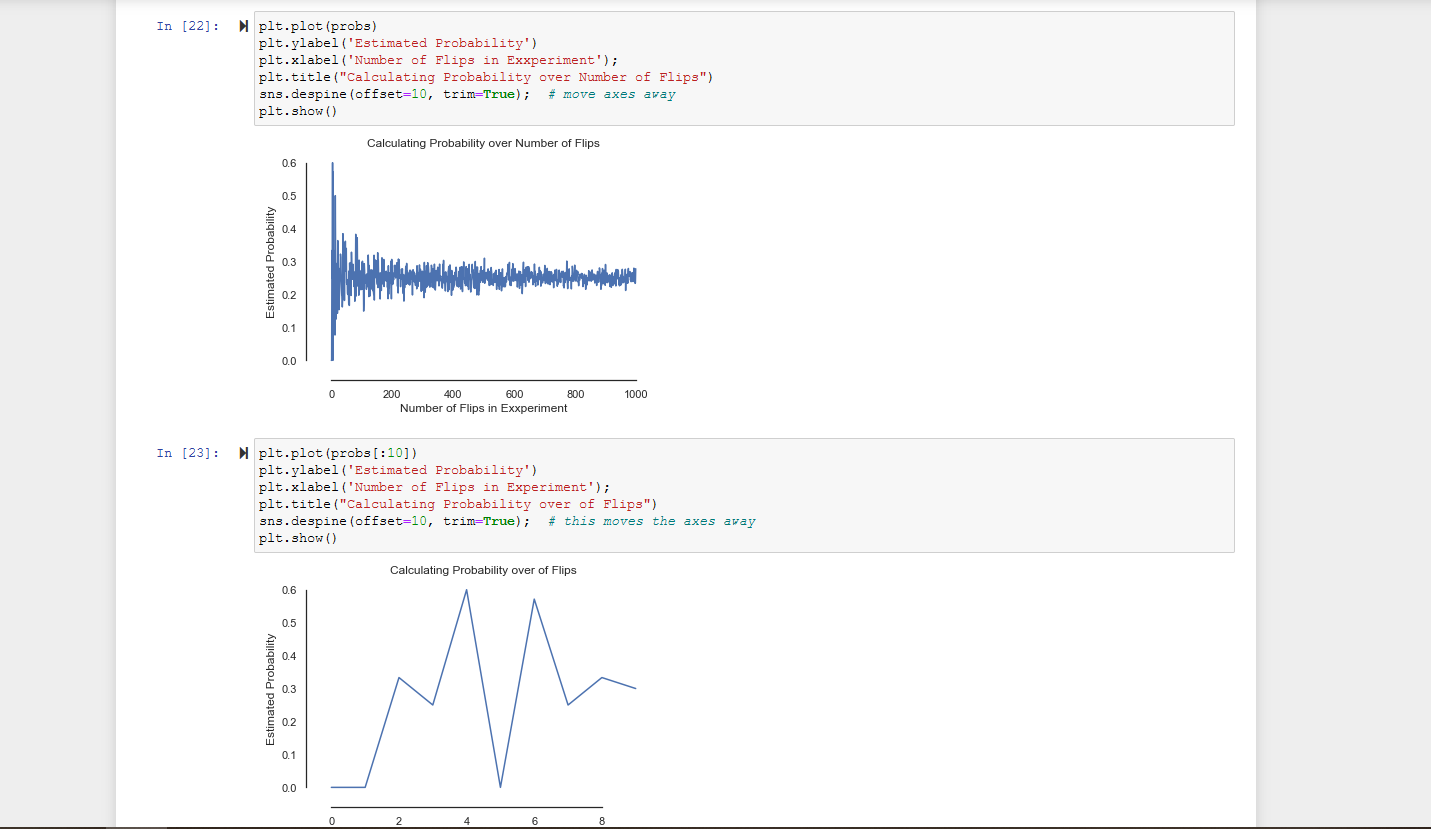 In [22]:
plt.plot(probs)
plt.ylabel('Estimated Probability')
plt.xlabel('Number of Flips in Exxperiment');
plt.title("Calculating Probability over Number of Flips")
sns.despine(offset=10, trim=True);  # move axes away
plt.show()
Calculating Probability over Number of Flips
0.6
0.5
0.4
0.3
0.2
0.1
0.0
Estimated Probability
0 200 400 600 800 1000
Number of Flips in Exxperiment
In [23]:
plt.plot(probs[:10])
plt.ylabel('Estimated Probability')
plt.xlabel('Number of Flips in Experiment');
plt.title("Calculating Probability over of Flips")
sns.despine(offset=10, trim=True);  # this moves the axes away
plt.show()
Calculating Probability over of Flips
0.6
0.5
0.4
0.3
0.2
0.1
0.0
Estimated Probability
0 2 4 6 8